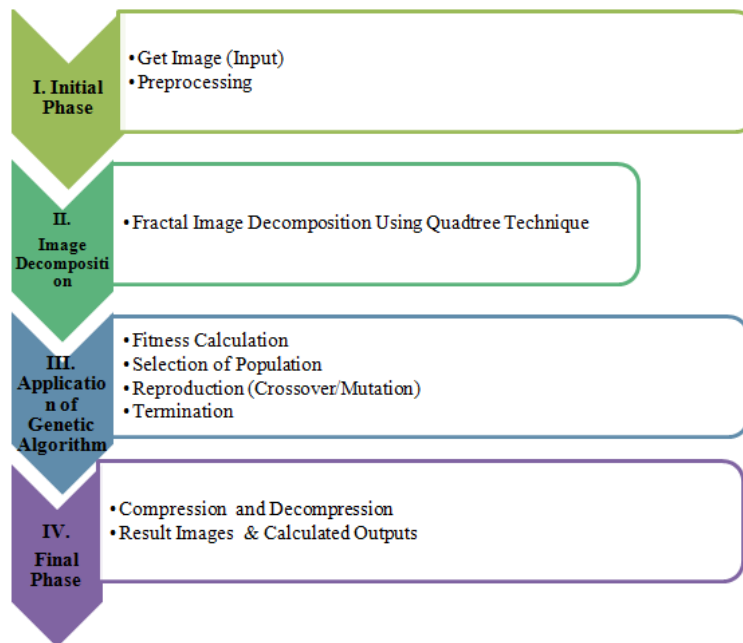 I. Initial
Phase
• Get Image (Input)
• Preprocessing
II.
Image
Decompositi
on
• Fractal Image Decomposition Using Quadtree Technique
III.
Applicatio
n of
Genetic
Algorithm
• Fitness Calculation
• Selection of Population
• Reproduction (Crossover/Mutation)
• Termination
IV.
Final
Phase
• Compression and Decompression
• Result Images & Calculated Outputs